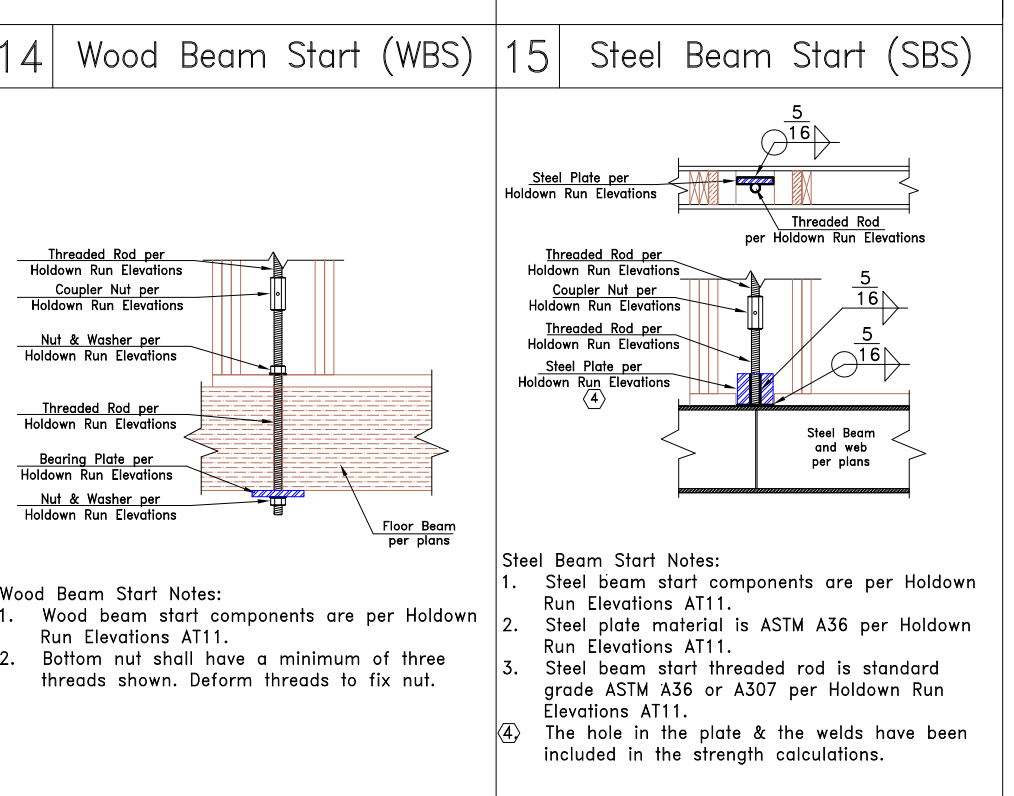 14 Wood Beam Start (WBS)
Threaded Rod per
Holdown Run Elevations
Coupler Nut per
Holdown Run Elevations
Nut & Washer per
Holdown Run Elevations
Threaded Rod per
Holdown Run Elevations
Bearing Plate per
Holdown Run Elevations
Nut & Washer per
Holdown Run Elevations
Floor Beam
per plans
Wood Beam Start Notes:
1. Wood beam start components are per Holdown
Run Elevations AT11.
2. Bottom nut shall have a minimum of three
threads shown. Deform threads to fix nut.
15 Steel Beam Start (SBS)
5
16
Steel Plate per
Holdown Run Elevations
Threaded Rod
per Holdown Run Elevations
Threaded Rod per
Holdown Run Elevations
Coupler Nut per
Holdown Run Elevations
Threaded Rod per
Holdown Run Elevations
Steel Plate per
Holdown Run Elevations
4
5
16
5
16
Steel Beam
and web
per plans
Steel Beam Start Notes:
1. Steel beam start components are per Holdown
Run Elevations AT11.
2. Steel plate material is ASTM A36 per Holdown
Run Elevations AT11.
3. Steel beam start threaded rod is standard
grade ASTM A36 or A307 per Holdown Run
Elevations AT11.
4. The hole in the plate & the welds have been
included in the strength calculations.